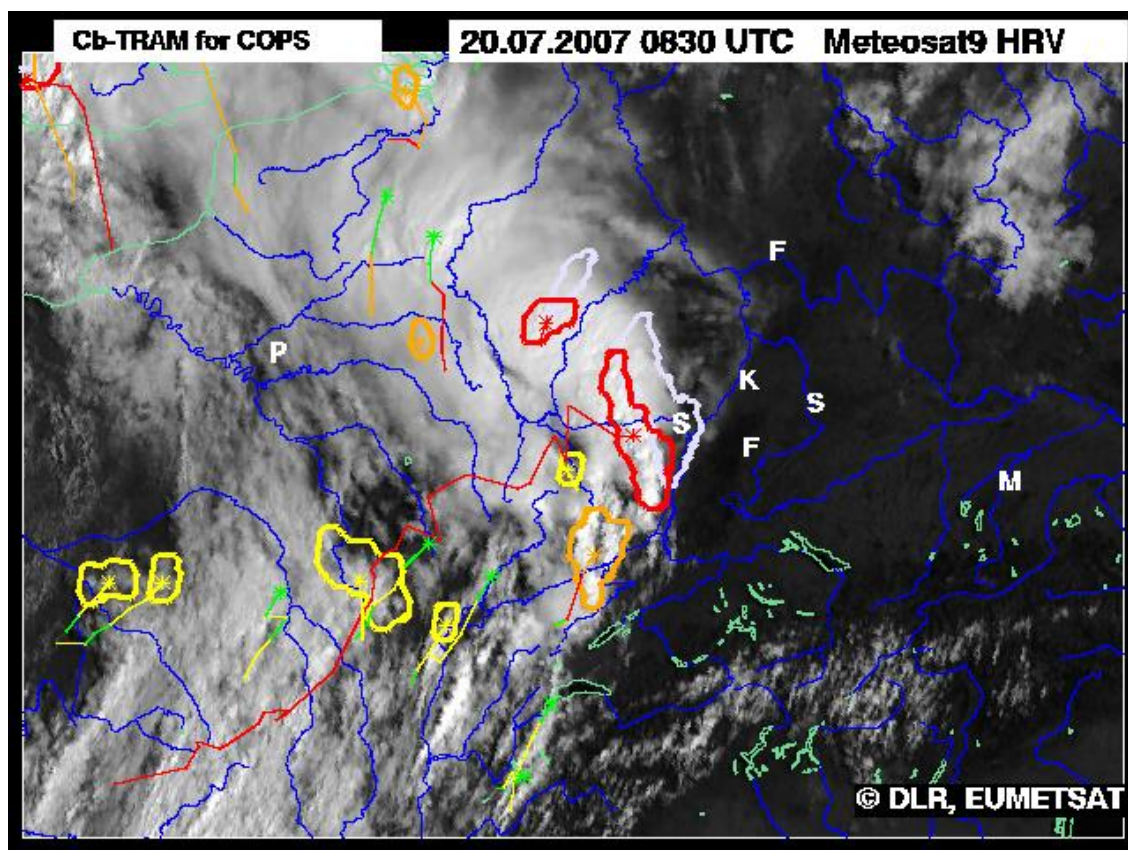 Cb-TRAM for COPS
20.07.2007 0830 UTC Meteosat9 HRV
F
P
K
S
S
F
M
© DLR, EUMETSAT